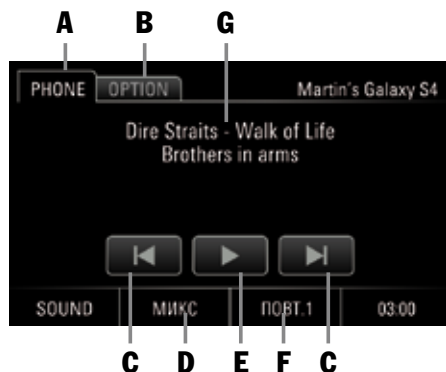 A B G
PHONE OPTION Martin's Galaxy S4
Dire Straits - Walk of Life
Brothers in arms
SOUND МИКС ПОВТ.1 03:00
C D E F C